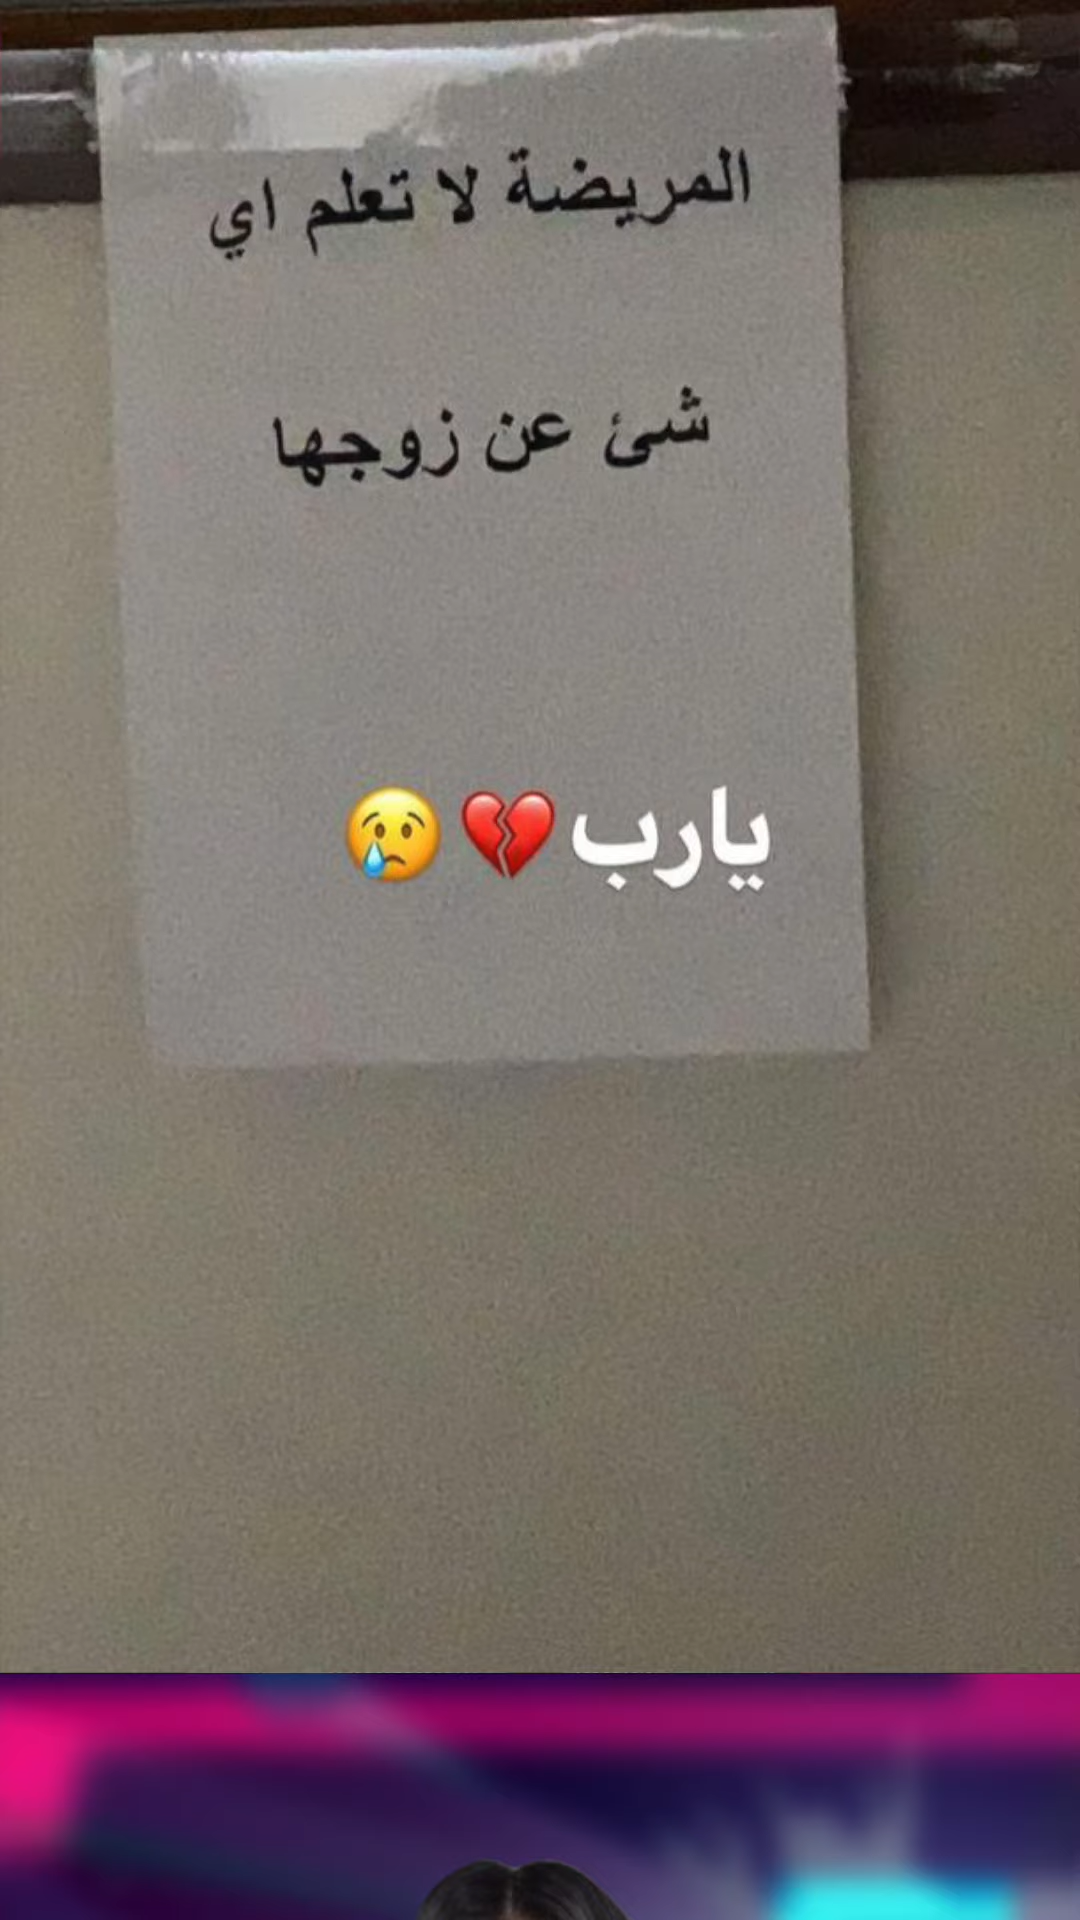 المريضة لا تعلم اي
شئ عن زوجها
يارب💔😢